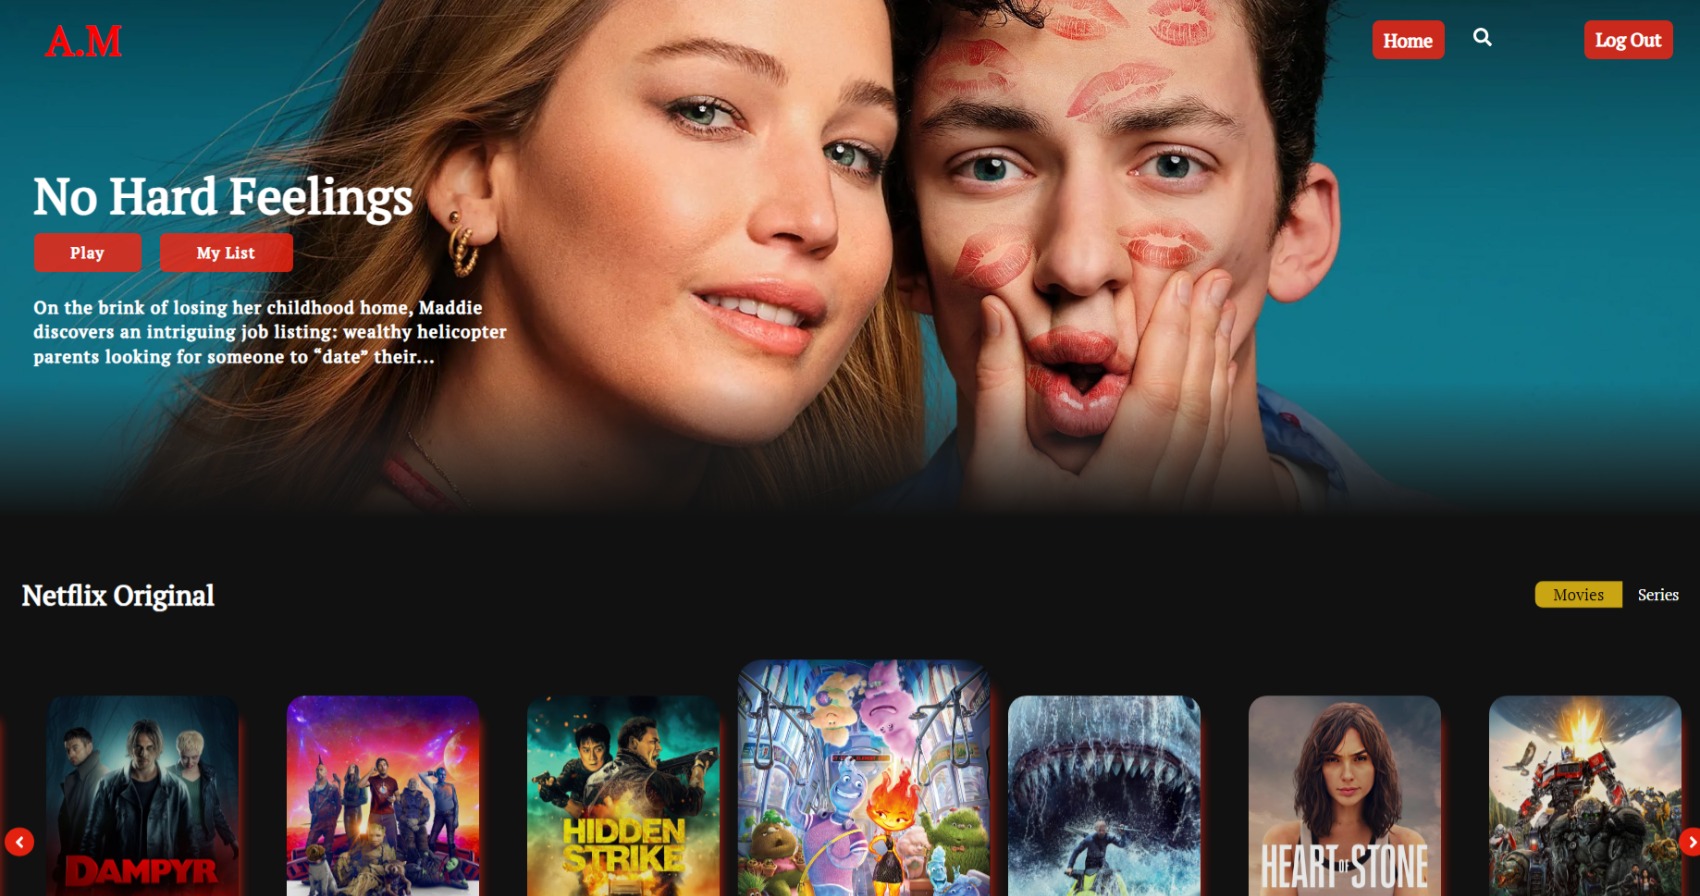 A.M
Home
Log Out
No Hard Feelings
Play
My List
On the brink of losing her childhood home, Maddie
discovers an intriguing job listing: wealthy helicopter
parents looking for someone to “date” their...
Netflix Original
Movies
Series
DAMPYR
HIDDEN
STRIKE
HEART OF STONE